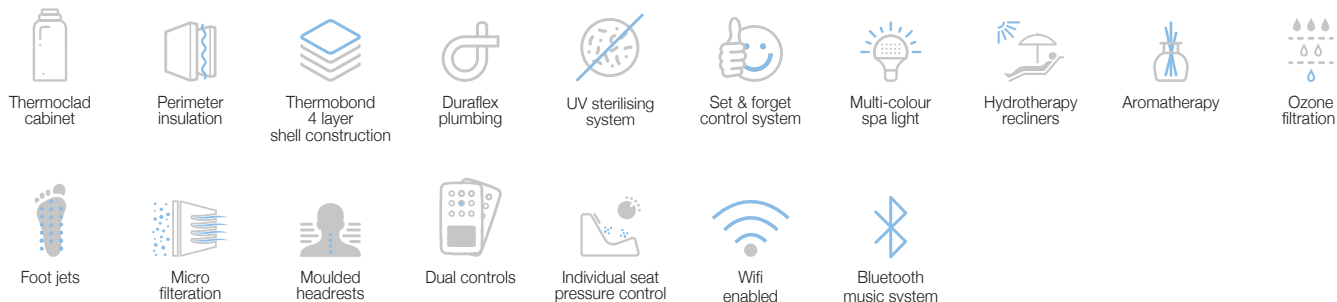 Thermoclad
cabinet
Perimeter
insulation
Thermobond
4 layer
shell construction
Duraflex
plumbing
UV sterilising
system
Set & forget
control system
Multi-colour
spa light
Hydrotherapy
recliners
Aromatherapy
Ozone
filtration
Foot jets
Micro
filteration
Moulded
headrests
Dual controls
Individual seat
pressure control
Wifi
enabled
Bluetooth
music system